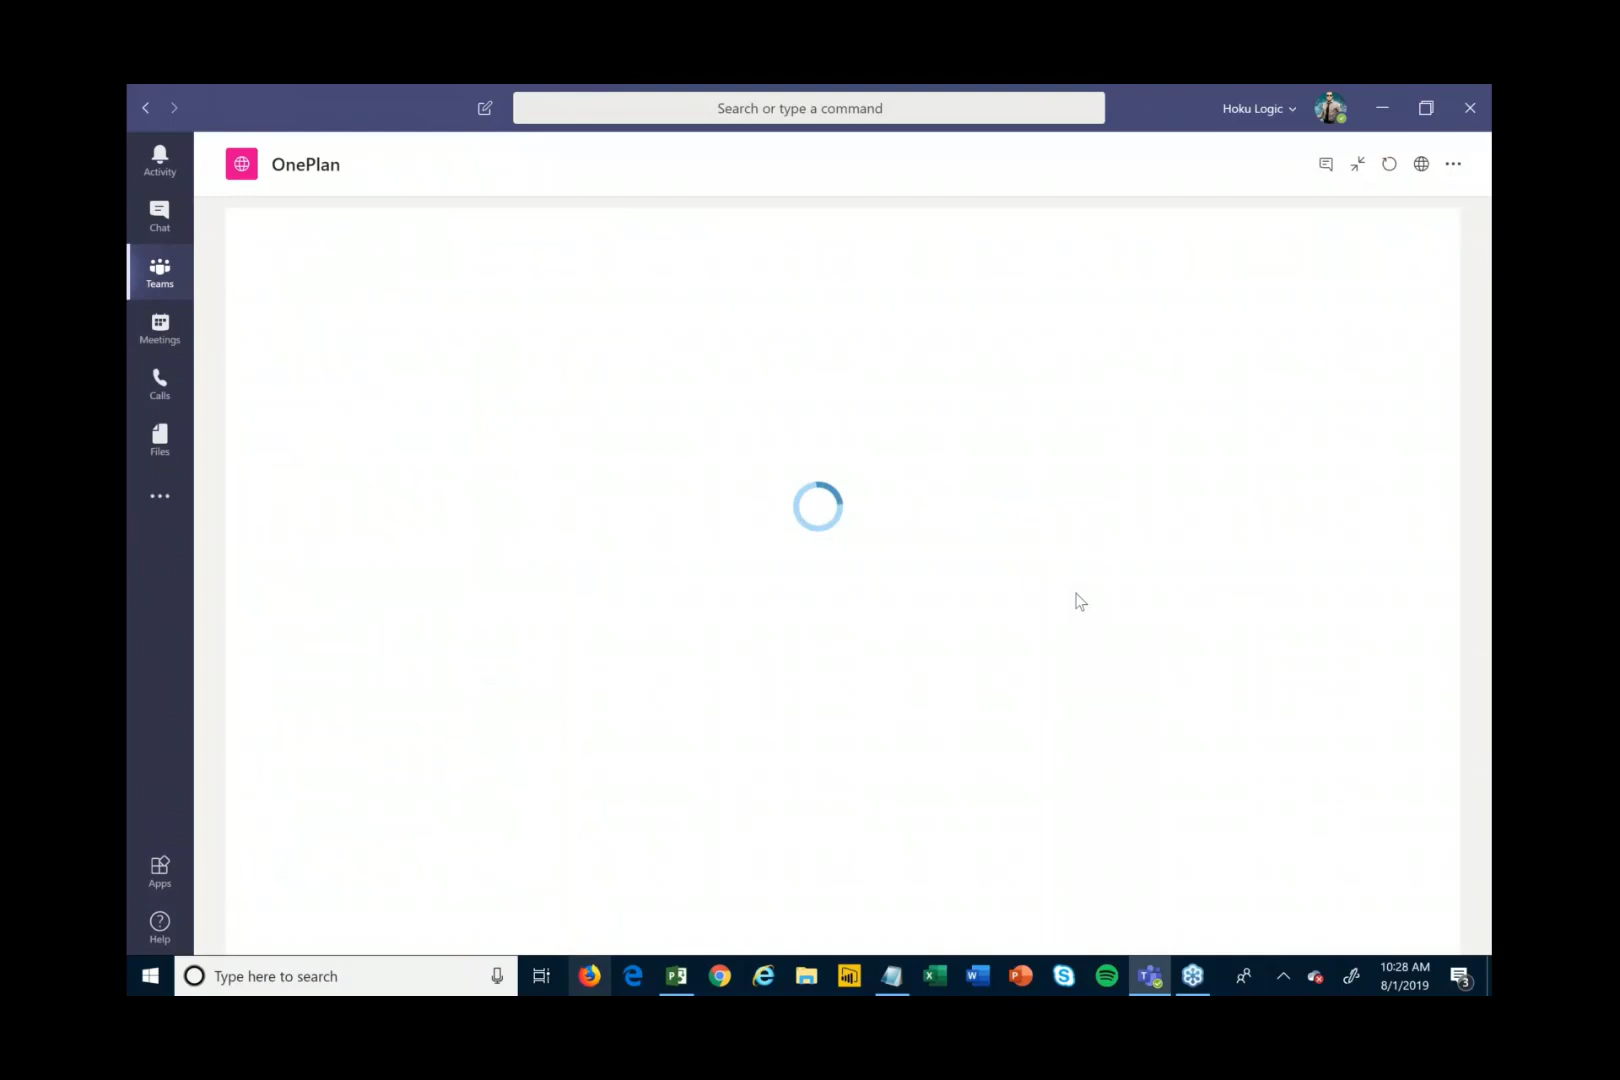 Search or type a command
Hoku Logic
Activity
OnePlan
Chat
Teams
Meetings
Calls
Files
Apps
Help
Type here to search
10:28 AM
8/1/2019
3